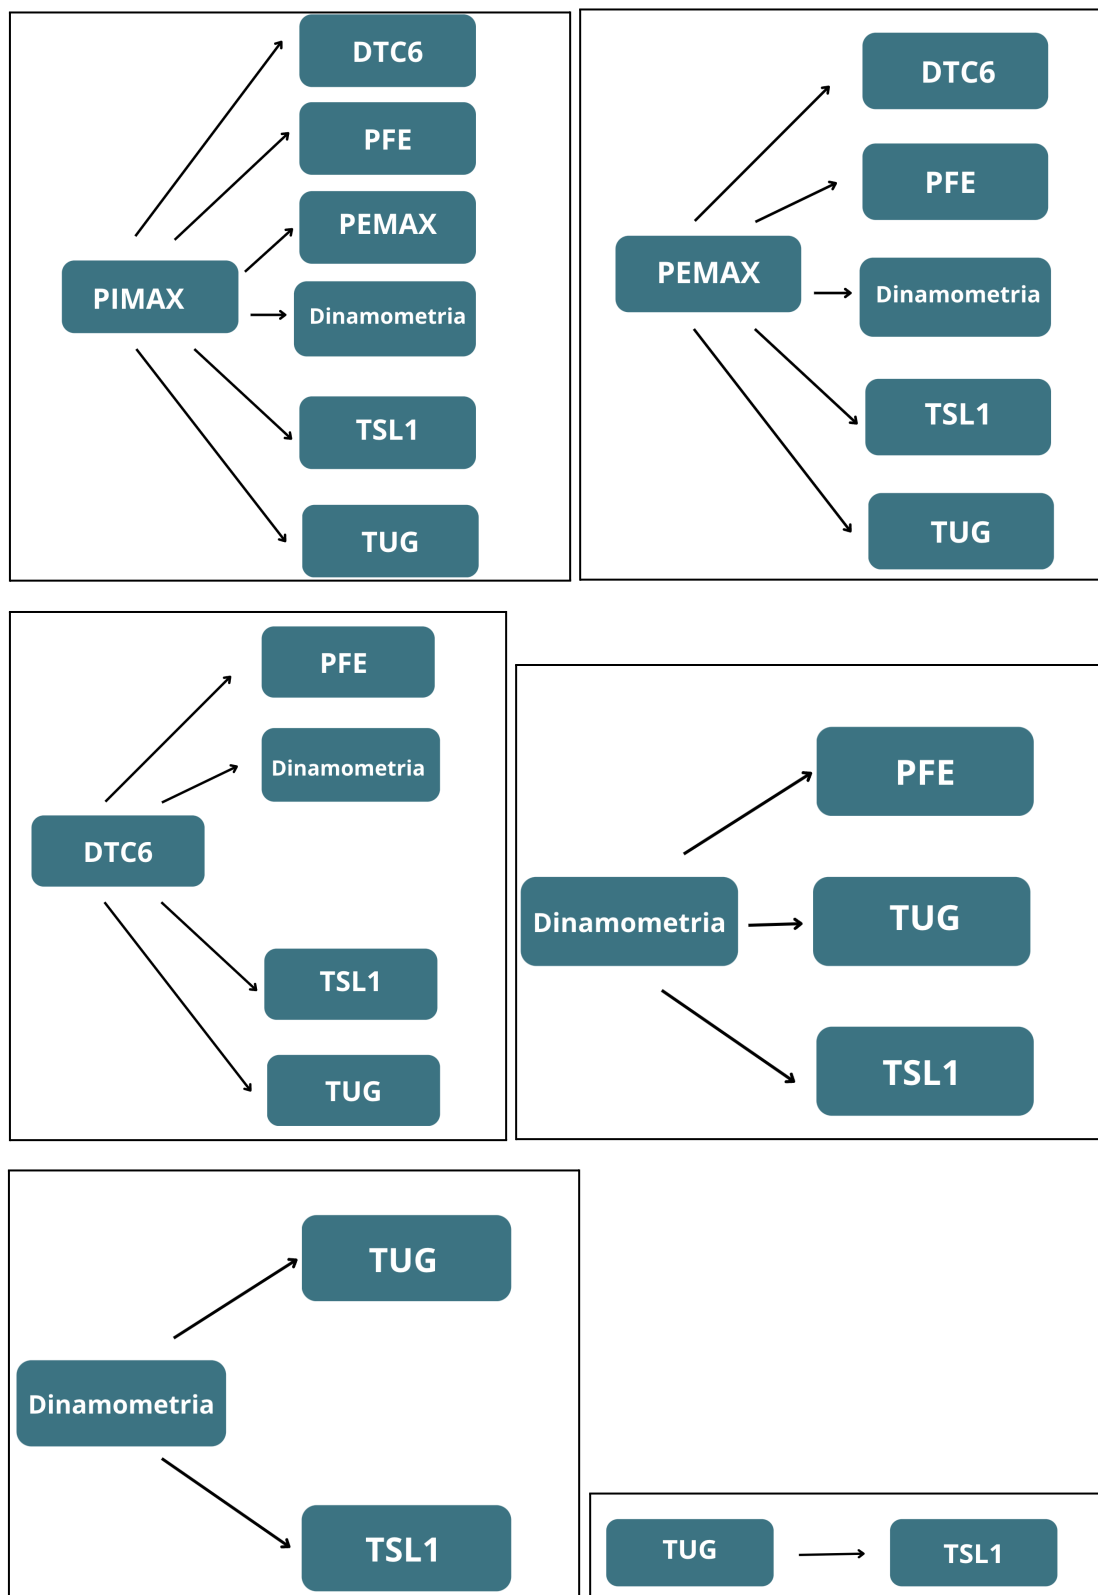 DTC6
PFE
PEMAX
PIMAX
Dinamometria
TSL1
TUG
DTC6
PFE
PEMAX
Dinamometria
TSL1
TUG
PFE
Dinamometria
DTC6
TSL1
TUG
PFE
Dinamometria
TUG
TSL1
TUG
Dinamometria
TSL1
TUG
TSL1